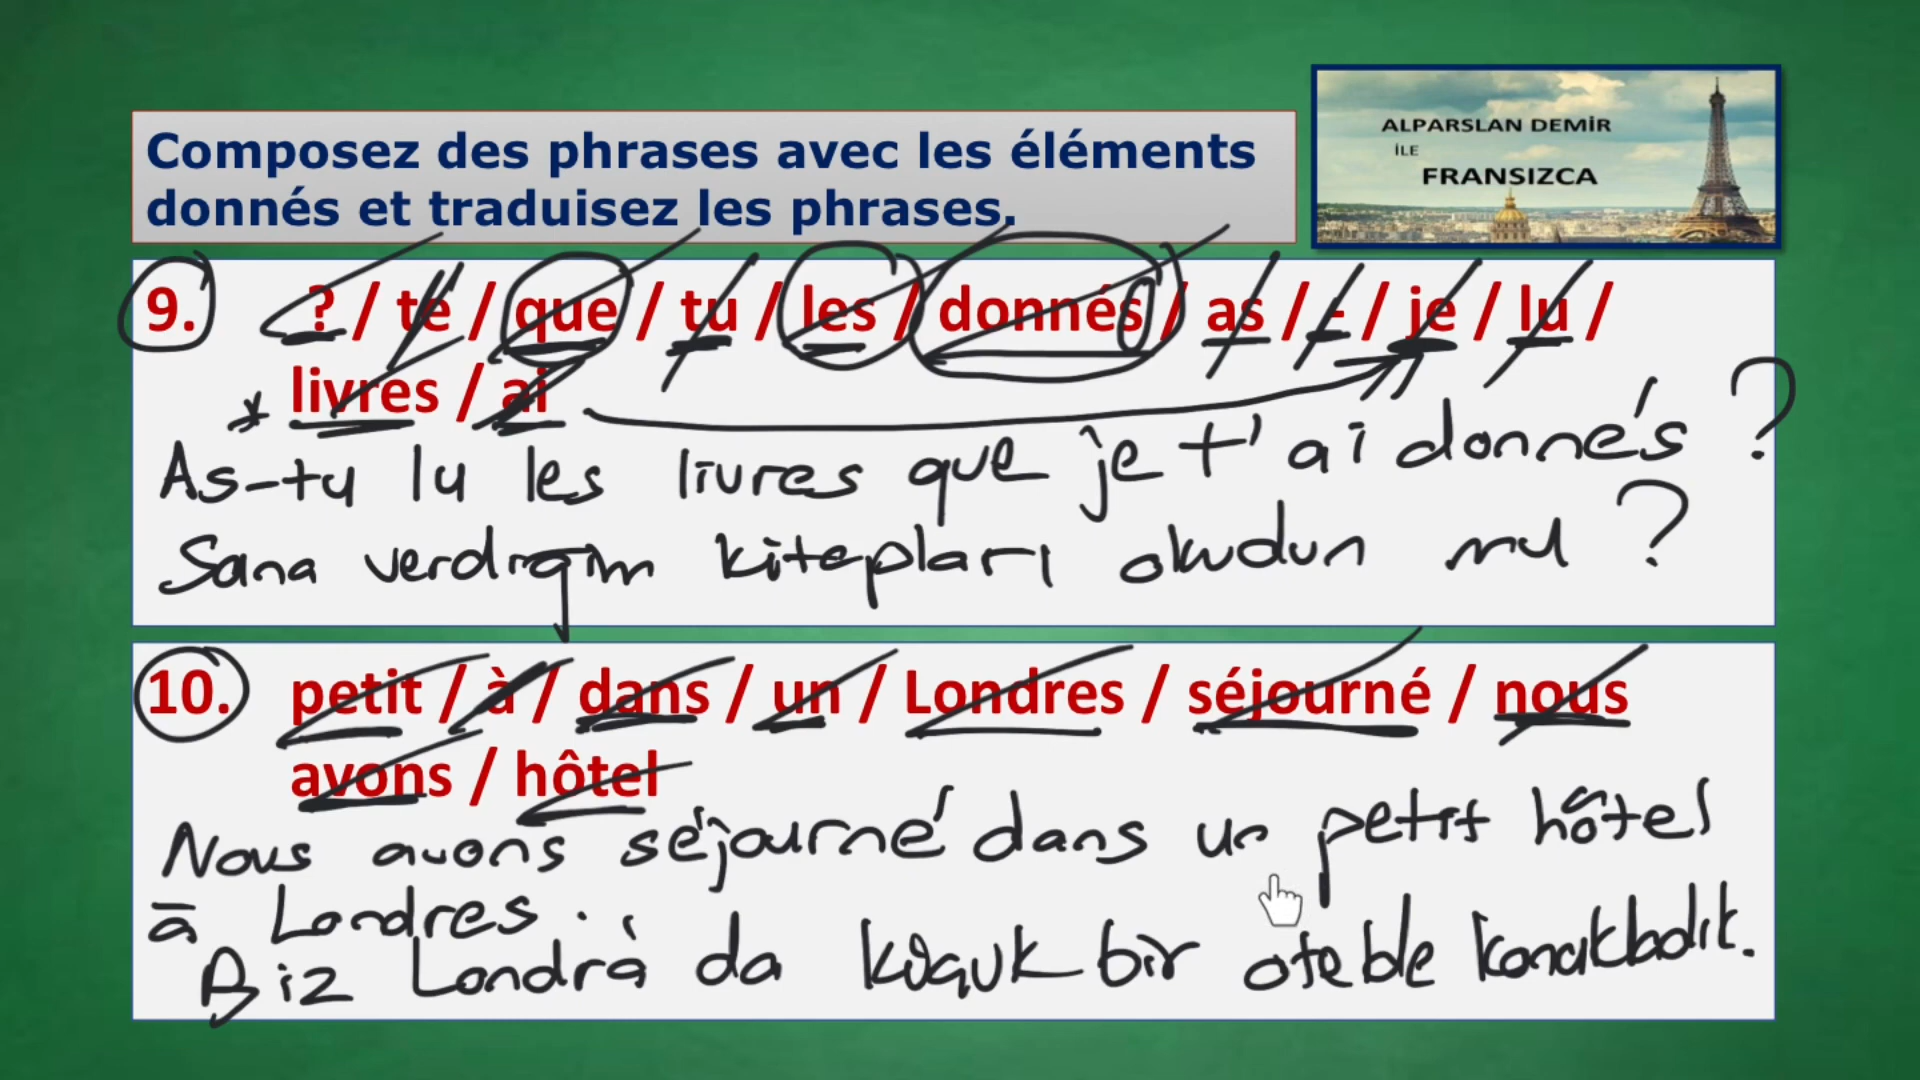 Composez des phrases avec les éléments
donnés et traduisez les phrases.
ALPARSLAN DEMİR
İLE
FRANSIZCA
9. ? / te / que / tu / les / donnés / as / - / je / lu /
livres / ai
As-tu lu les livres que je t'ai donnés ?
Sana verdiğim kitapları okudun mu ?
10. petit / à / dans / un / Londres / séjourné / nous
avons / hôtel
Nous avons séjourné dans un petit hôtel
à Londres.
Biz Londra'da küçük bir otelde konakladık.